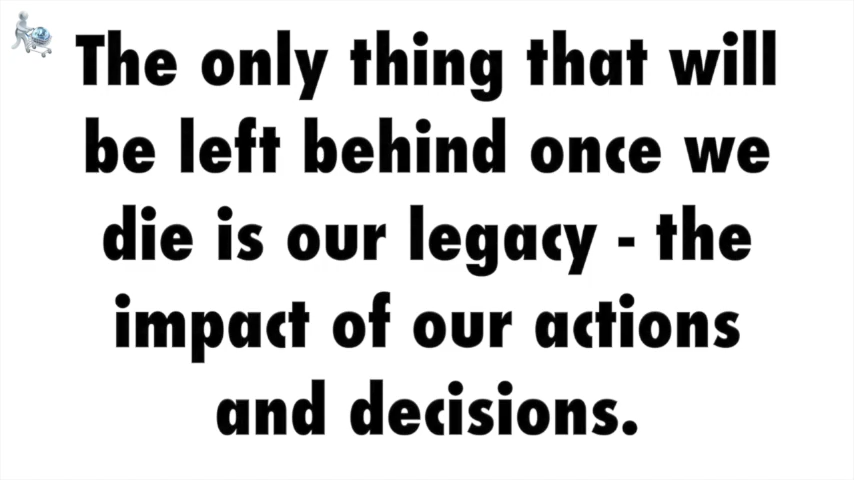 The only thing that will
be left behind once we
die is our legacy - the
impact of our actions
and decisions.